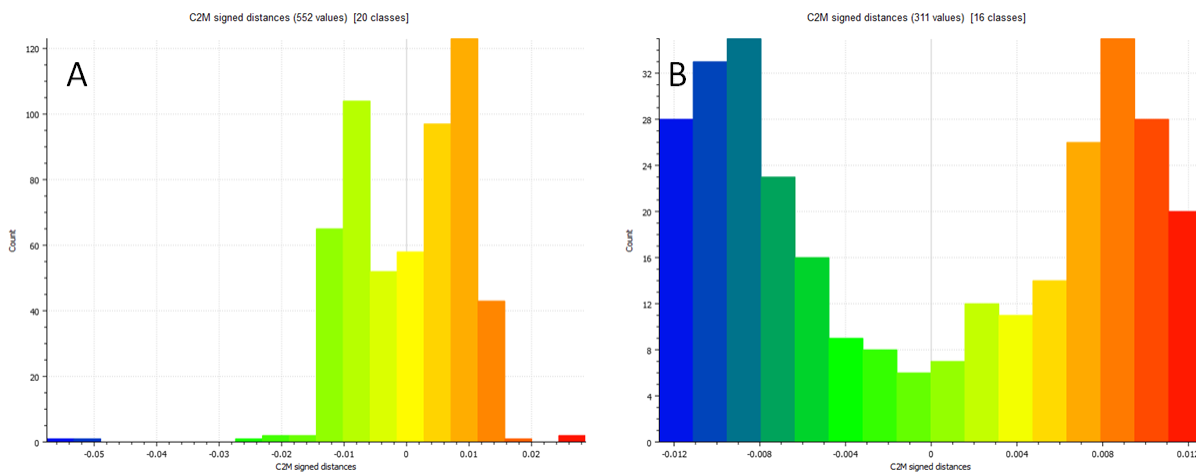 C2M signed distances (552 values) [20 classes]
A
120
100
80
60
40
20
0
Count
-0.05 -0.04 -0.03 -0.02 -0.01 0 0.01 0.02
C2M signed distances
C2M signed distances (311 values) [16 classes]
B
32
28
24
20
16
12
8
4
0
Count
-0.012 -0.008 -0.004 0 0.004 0.008 0.012
C2M signed distances